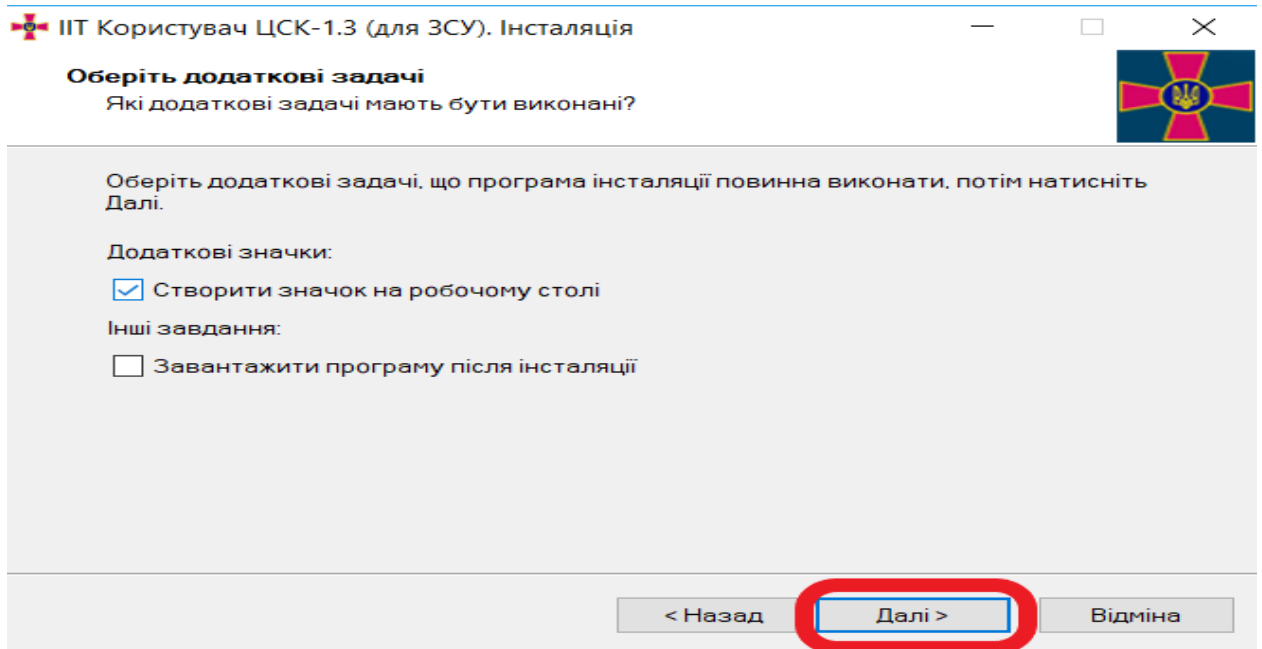 ІІТ Користувач ЦСК-1.3 (для ЗСУ). Інсталяція
Оберіть додаткові задачі
Які додаткові задачі мають бути виконані?
Оберіть додаткові задачі, що програма інсталяції повинна виконати, потім натисніть
Далі.
Додаткові значки:
Створити значок на робочому столі
Інші завдання:
Завантажити програму після інсталяції
< Назад
Далі >
Відміна